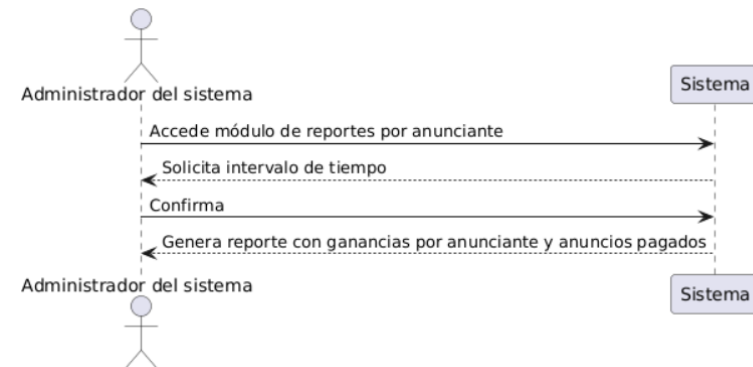 Administrador del sistema
Sistema
Accede módulo de reportes por anunciante
Solicita intervalo de tiempo
Confirma
Genera reporte con ganancias por anunciante y anuncios pagados
Administrador del sistema
Sistema